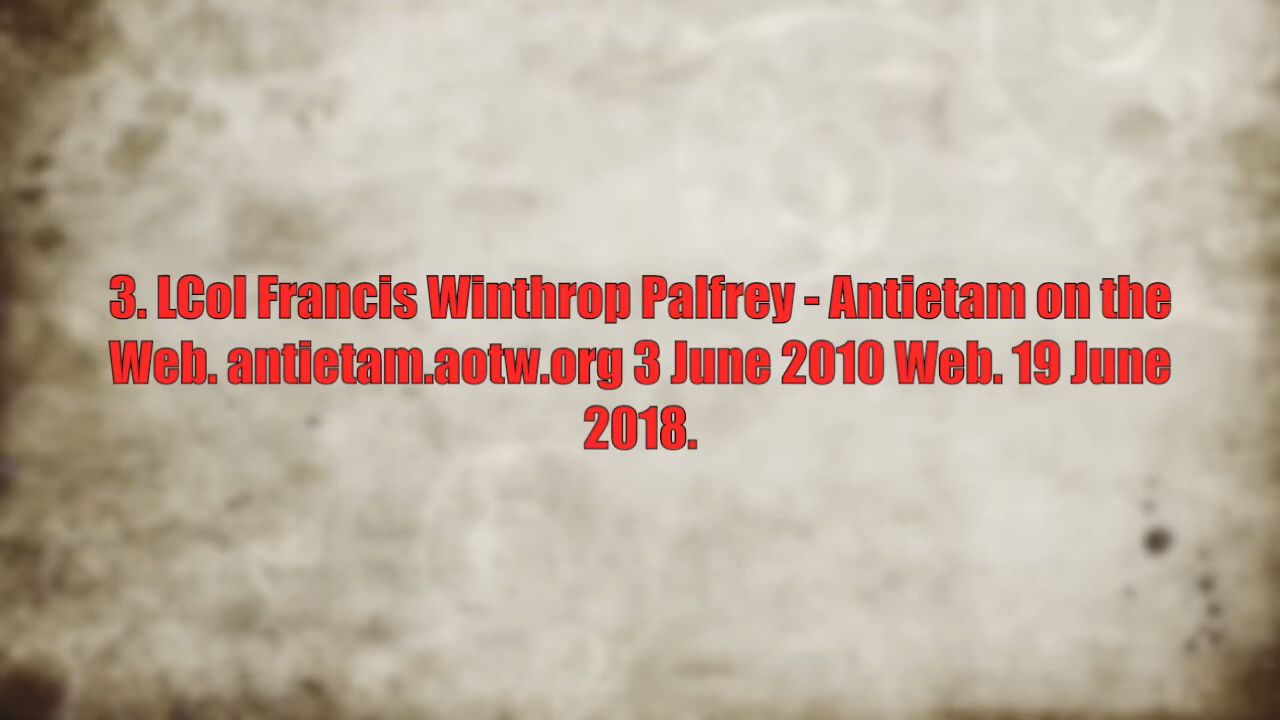 3. LCol Francis Winthrop Palfrey - Antietam on the
Web. antietam.aotw.org 3 June 2010 Web. 19 June
2018.